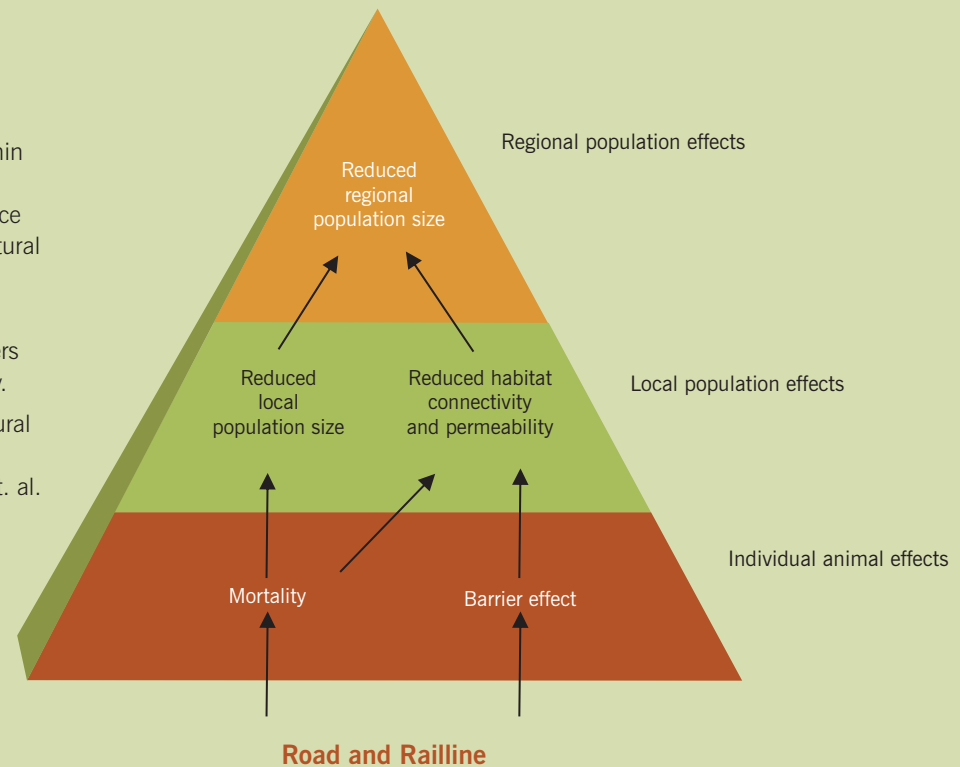 Regional population effects
Reduced
regional
population size
Reduced
local
population size
Reduced habitat
connectivity
and permeability
Local population effects
Individual animal effects
Mortality
Barrier effect
Road and Railline
al.